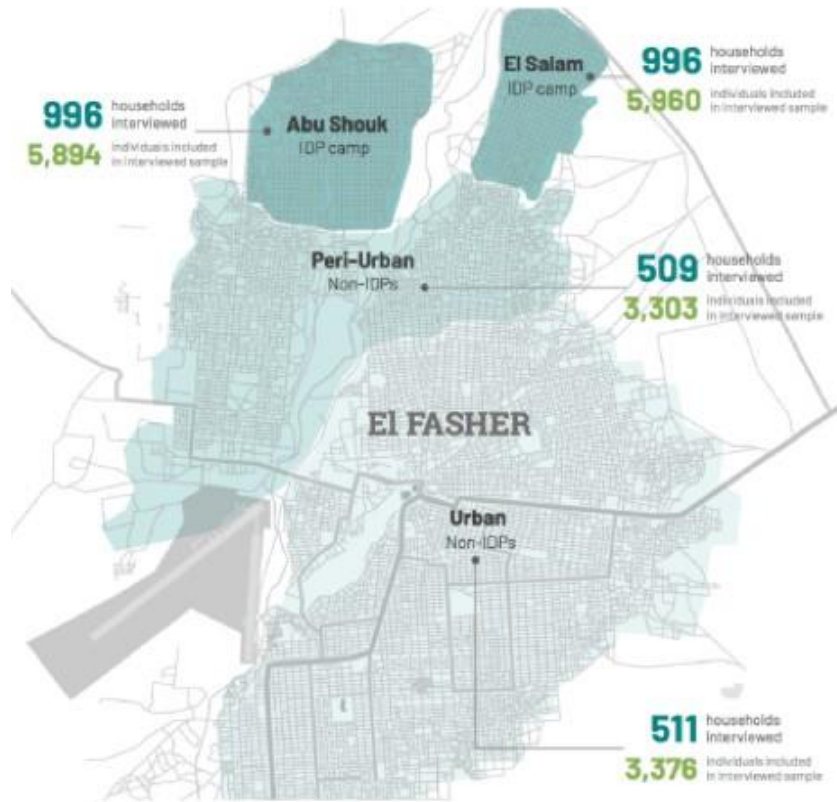 El Salam
IDP camp
996 households
interviewed
5,960 individuals included
in interviewed sample
996 households
interviewed
5,894 individuals included
in interviewed sample
Abu Shouk
IDP camp
Peri-Urban
Non-IDPs
509 households
interviewed
3,303 individuals included
in interviewed sample
El FASHER
Urban
Non-IDPs
511 households
interviewed
3,376 individuals included
in interviewed sample